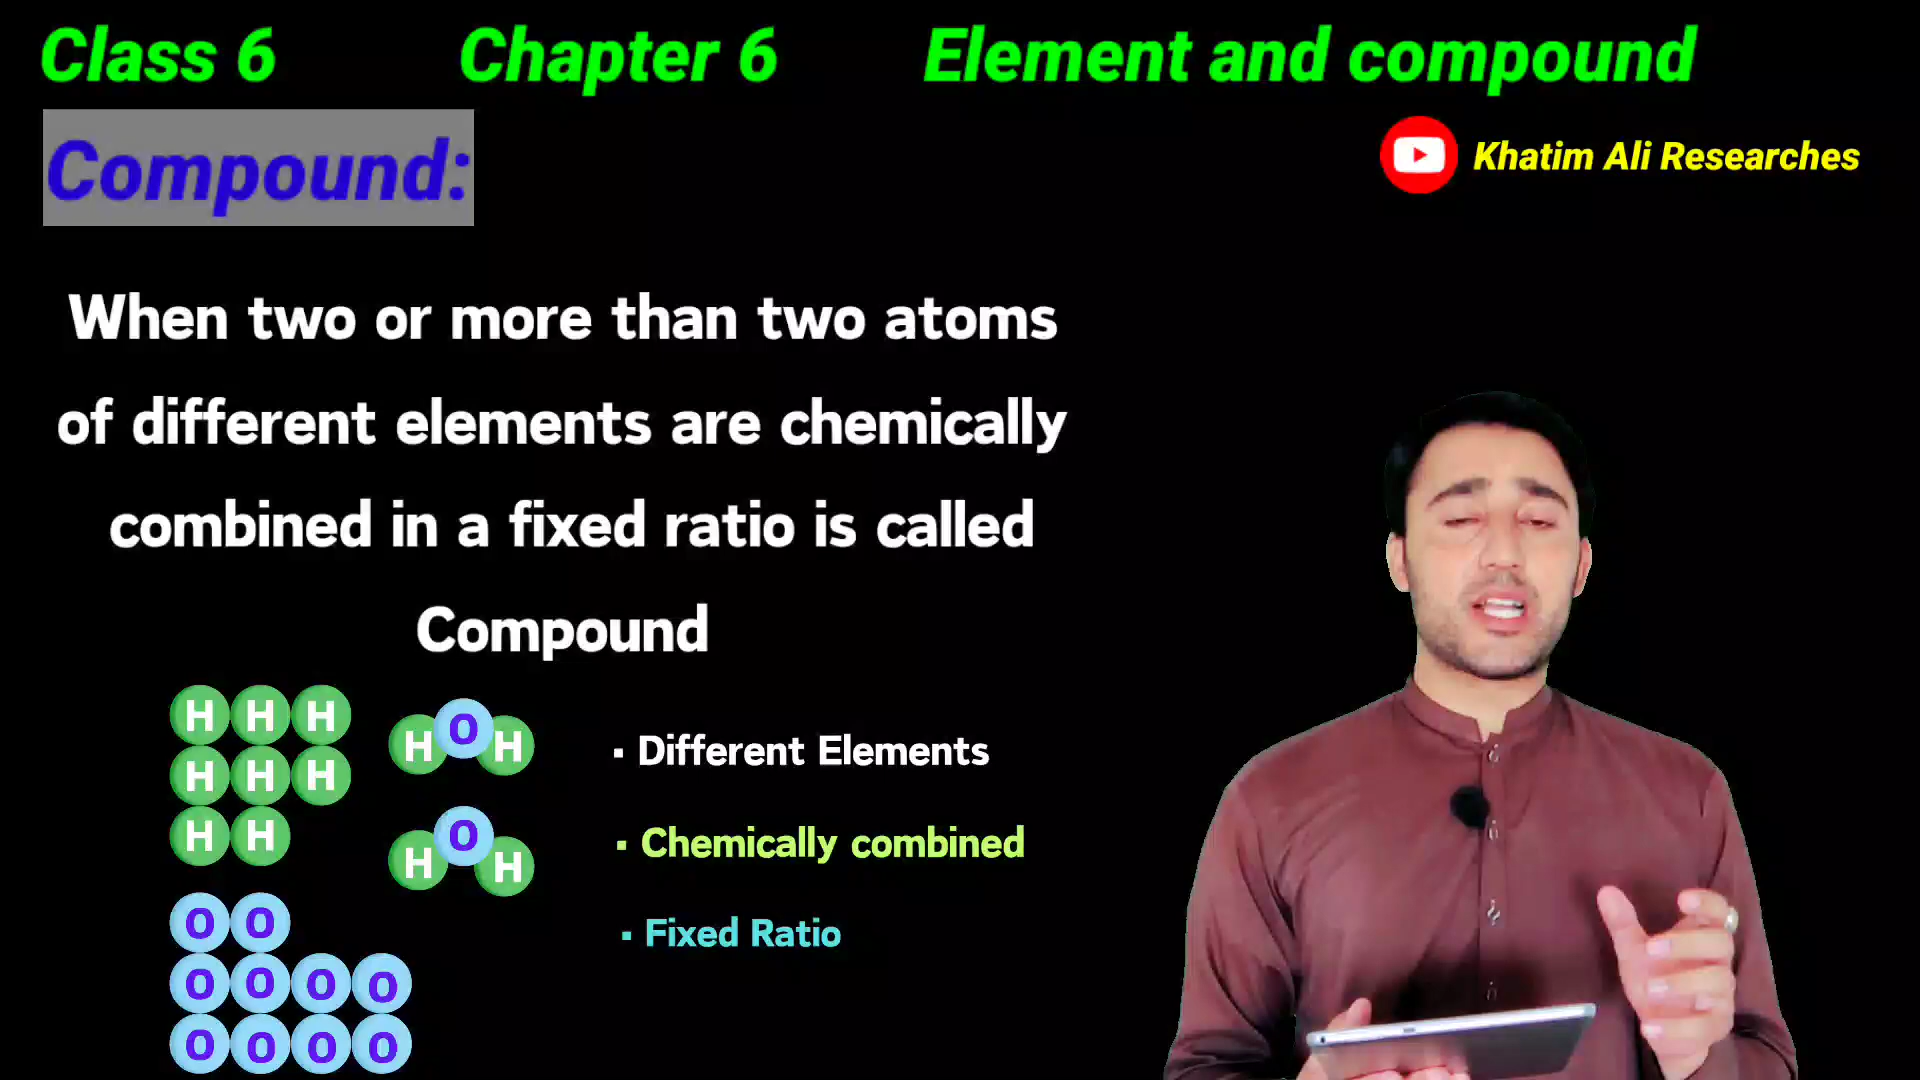 Class 6 Chapter 6 Element and compound
Compound:
Khatim Ali Researches
When two or more than two atoms
of different elements are chemically
combined in a fixed ratio is called
Compound
H H H
H H H
H H
H O H
H O H
O O
O O O O
O O O O
▪ Different Elements
▪ Chemically combined
▪ Fixed Ratio